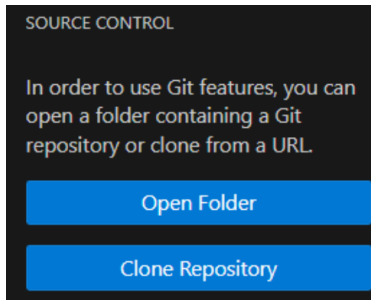 SOURCE CONTROL
In order to use Git features, you can
open a folder containing a Git
repository or clone from a URL.
Open Folder
Clone Repository